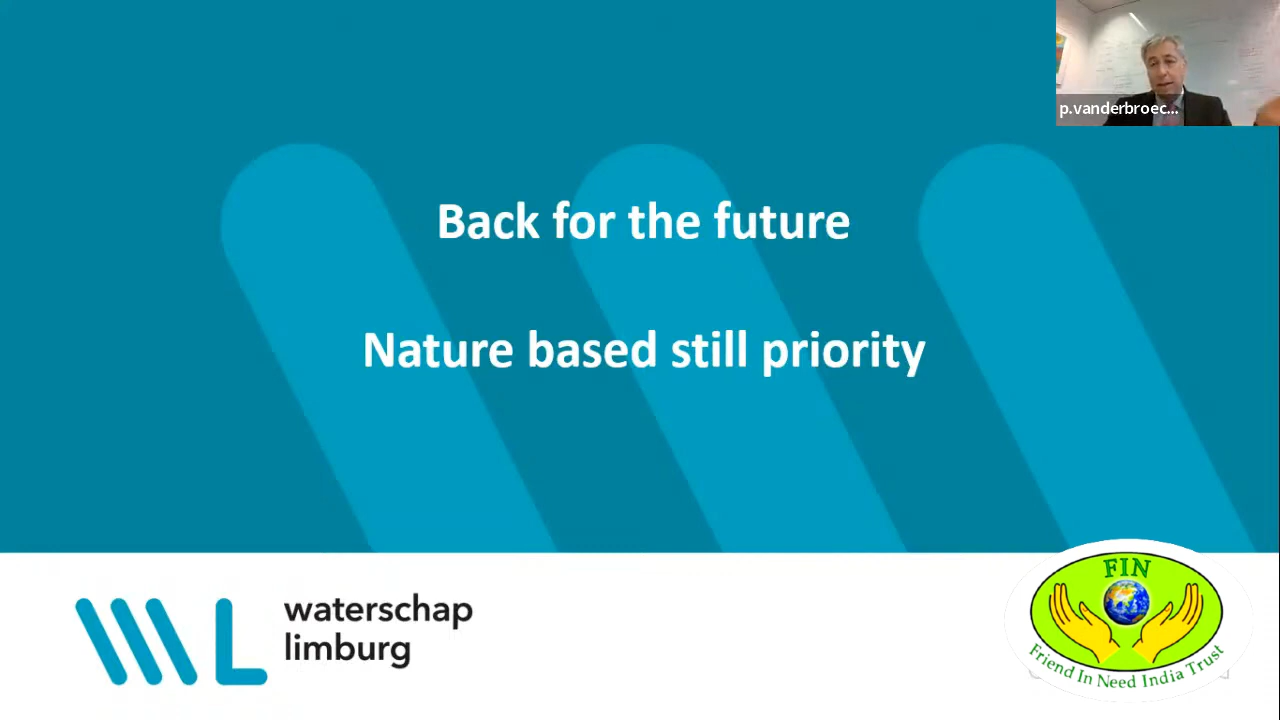 p.vanderbroec...
Back for the future
Nature based still priority
waterschap
limburg
FIN
Friend In Need India Trust